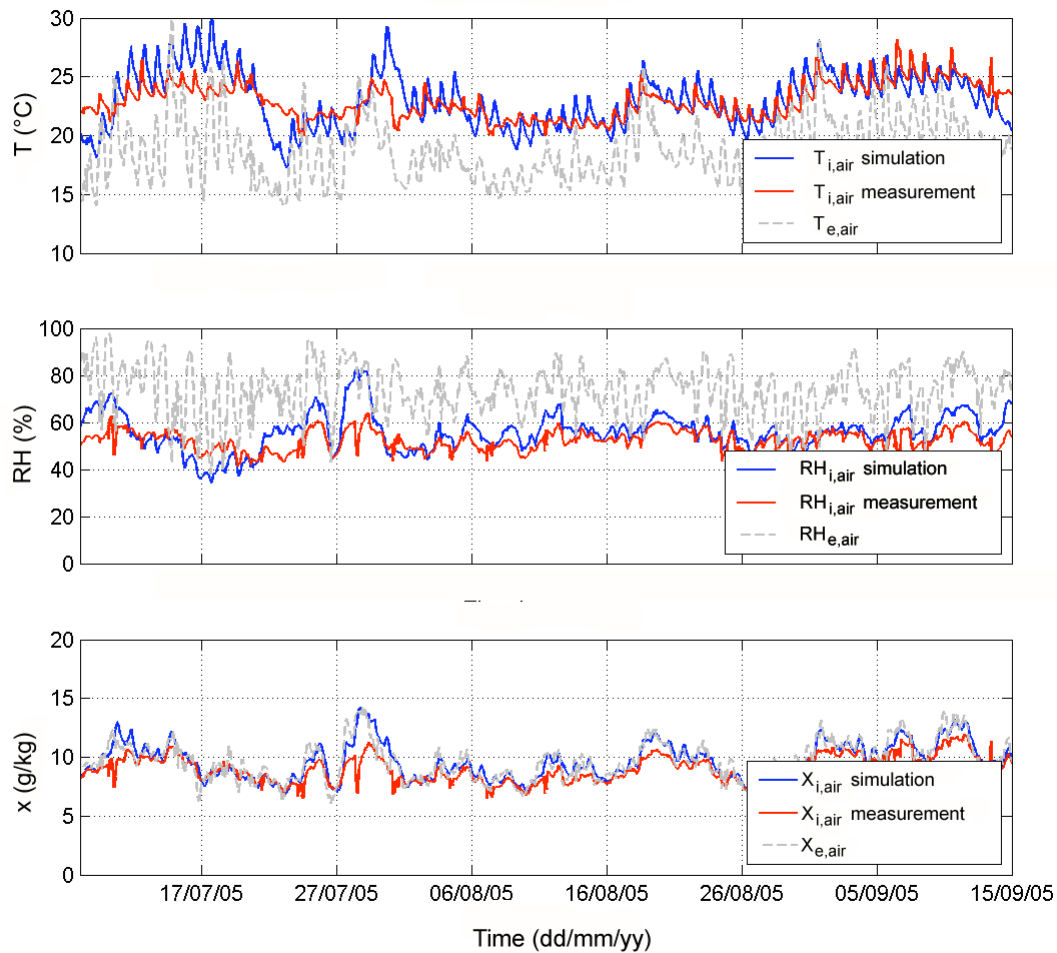 30
25
20
15
10
T (°C)
T i,air simulation
T i,air measurement
T e,air
100
80
60
40
20
0
RH (%)
RH i,air simulation
RH i,air measurement
RH e,air
20
15
10
5
0
x (g/kg)
X i,air simulation
X i,air measurement
X e,air
17/07/05 27/07/05 06/08/05 16/08/05 26/08/05 05/09/05 15/09/05
Time (dd/mm/yy)